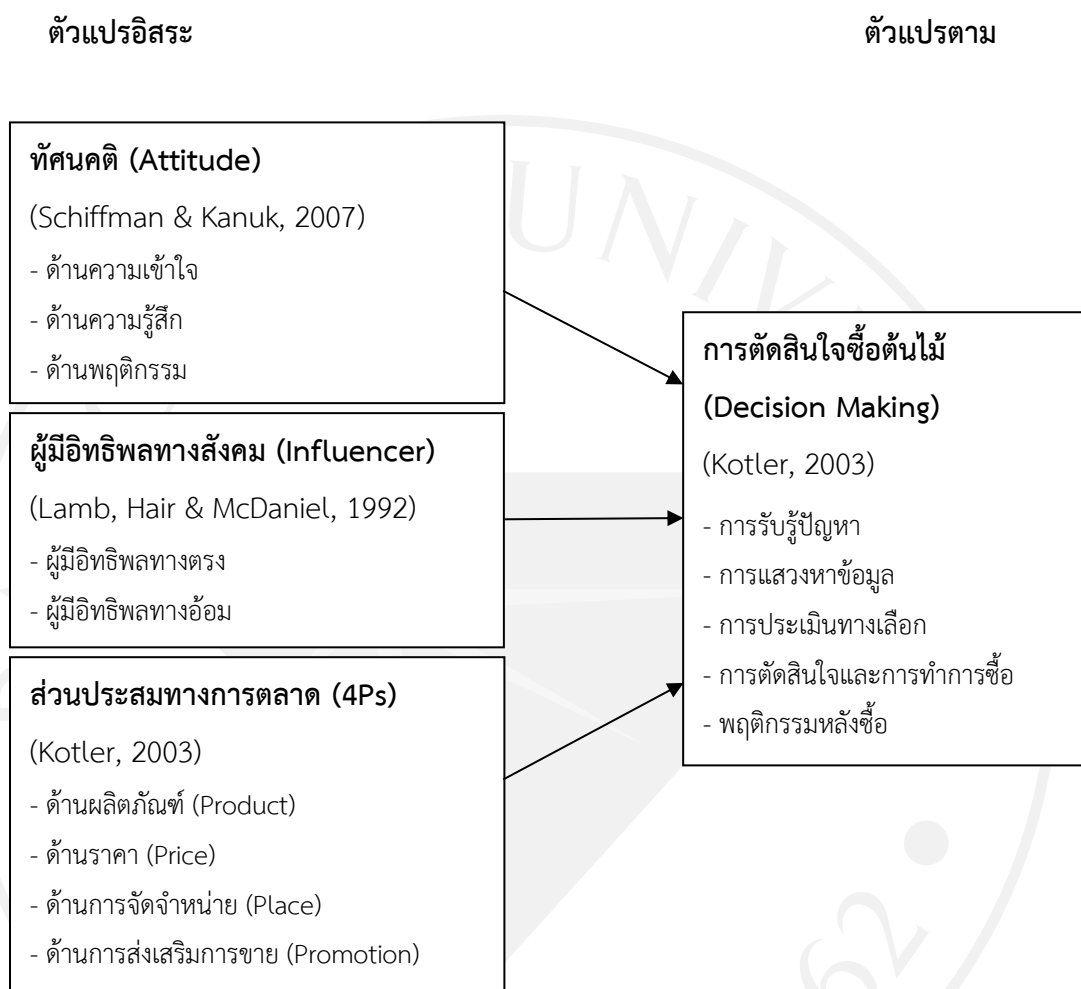 ตัวแปรอิสระ
ตัวแปรตาม
ทัศนคติ (Attitude)
(Schiffman & Kanuk, 2007)
- ด้านความเข้าใจ
- ด้านความรู้สึก
- ด้านพฤติกรรม
ผู้มีอิทธิพลทางสังคม (Influencer)
(Lamb, Hair & McDaniel, 1992)
- ผู้มีอิทธิพลทางตรง
- ผู้มีอิทธิพลทางอ้อม
ส่วนประสมทางการตลาด (4Ps)
(Kotler, 2003)
- ด้านผลิตภัณฑ์ (Product)
- ด้านราคา (Price)
- ด้านการจัดจำหน่าย (Place)
- ด้านการส่งเสริมการขาย (Promotion)
การตัดสินใจซื้อต้นไม้
(Decision Making)
(Kotler, 2003)
- การรับรู้ปัญหา
- การแสวงหาข้อมูล
- การประเมินทางเลือก
- การตัดสินใจและการทำการซื้อ
- พฤติกรรมหลังซื้อ